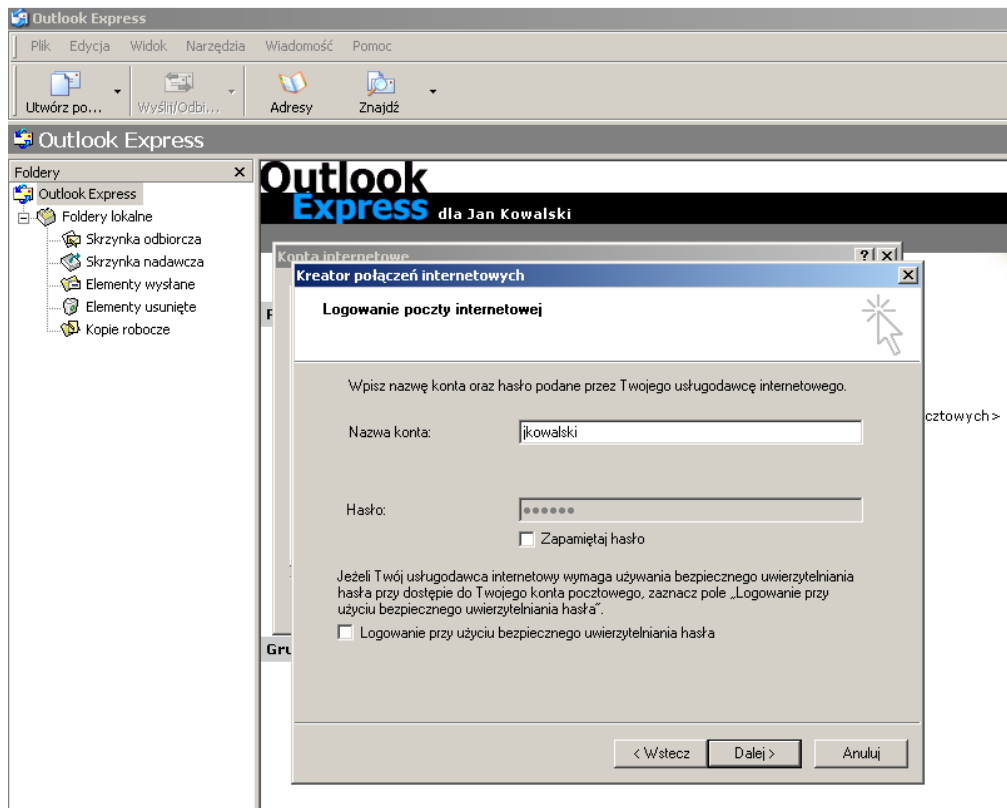 Outlook Express
Plik Edycja Widok Narzędzia Wiadomość Pomoc
Utwórz po... Wyślij/Odbi... Adresy Znajdź
Outlook Express
Foldery
Outlook Express
Foldery lokalne
Skrzynka odbiorcza
Skrzynka nadawcza
Elementy wysłane
Elementy usunięte
Kopie robocze
Outlook
Express dla Jan Kowalski
Konta internetowe
Kreator połączeń internetowych
Logowanie poczty internetowej
Wpisz nazwę konta oraz hasło podane przez Twojego usługodawcę internetowego.
cztowych>
Nazwa konta: jkowalski
Hasło: ●●●●●●
Zapamiętaj hasło
Jeżeli Twój usługodawca internetowy wymaga używania bezpiecznego uwierzytelniania
hasła przy dostępie do Twojego konta pocztowego, zaznacz pole „Logowanie przy
użyciu bezpiecznego uwierzytelniania hasła”.
Logowanie przy użyciu bezpiecznego uwierzytelniania hasła
Gru
< Wstecz Dalej > Anuluj